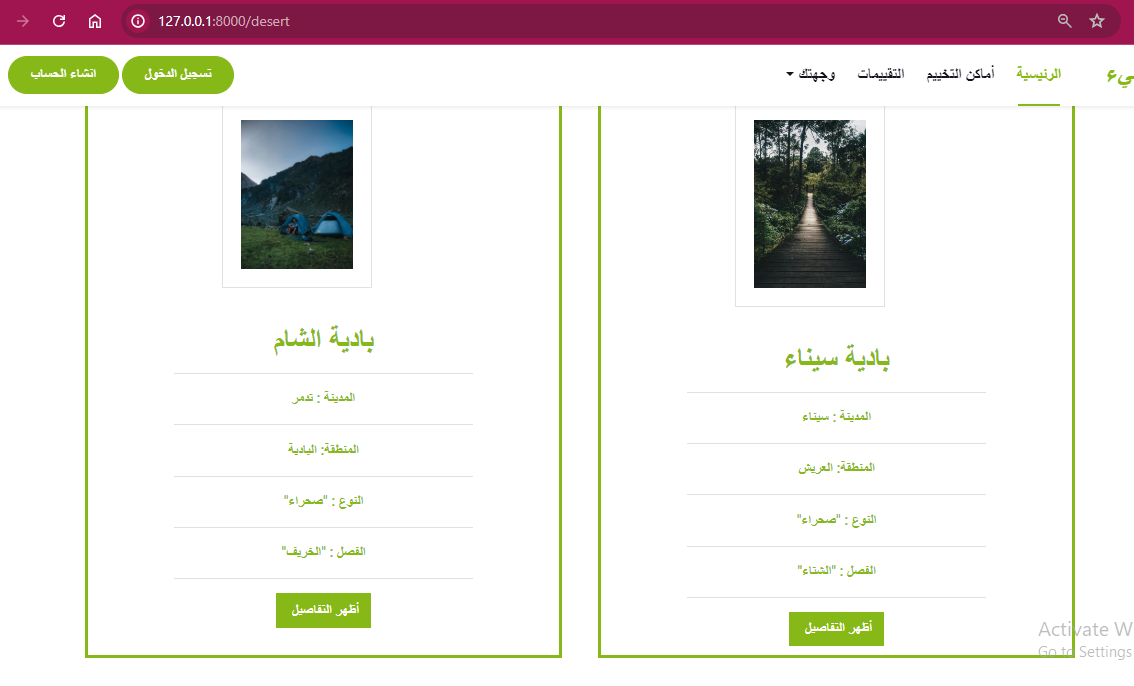 127.0.0.1:8000/desert
الرئيسية
أماكن التخييم
التقييمات
وجهتك
تسجيل الدخول
انشاء الحساب
بادية سيناء
المدينة : سيناء
المنطقة: العريش
النوع : "صحراء"
الفصل : "الشتاء"
أظهر التفاصيل
بادية الشام
المدينة : تدمر
المنطقة: البادية
النوع : "صحراء"
الفصل : "الخريف"
أظهر التفاصيل
Activate W
Go to Settings